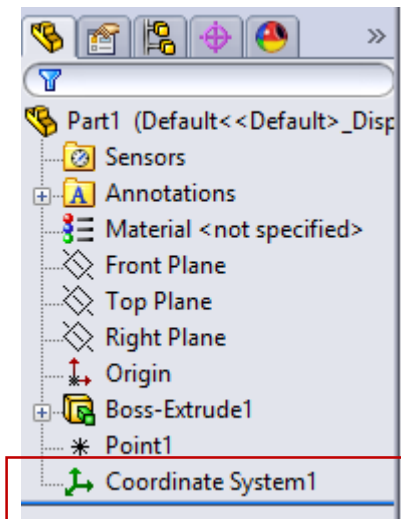 »
Part1 (Default<<Default>_Disp
Sensors
A Annotations
Material <not specified>
Front Plane
Top Plane
Right Plane
Origin
Boss-Extrude1
Point1
Coordinate System1